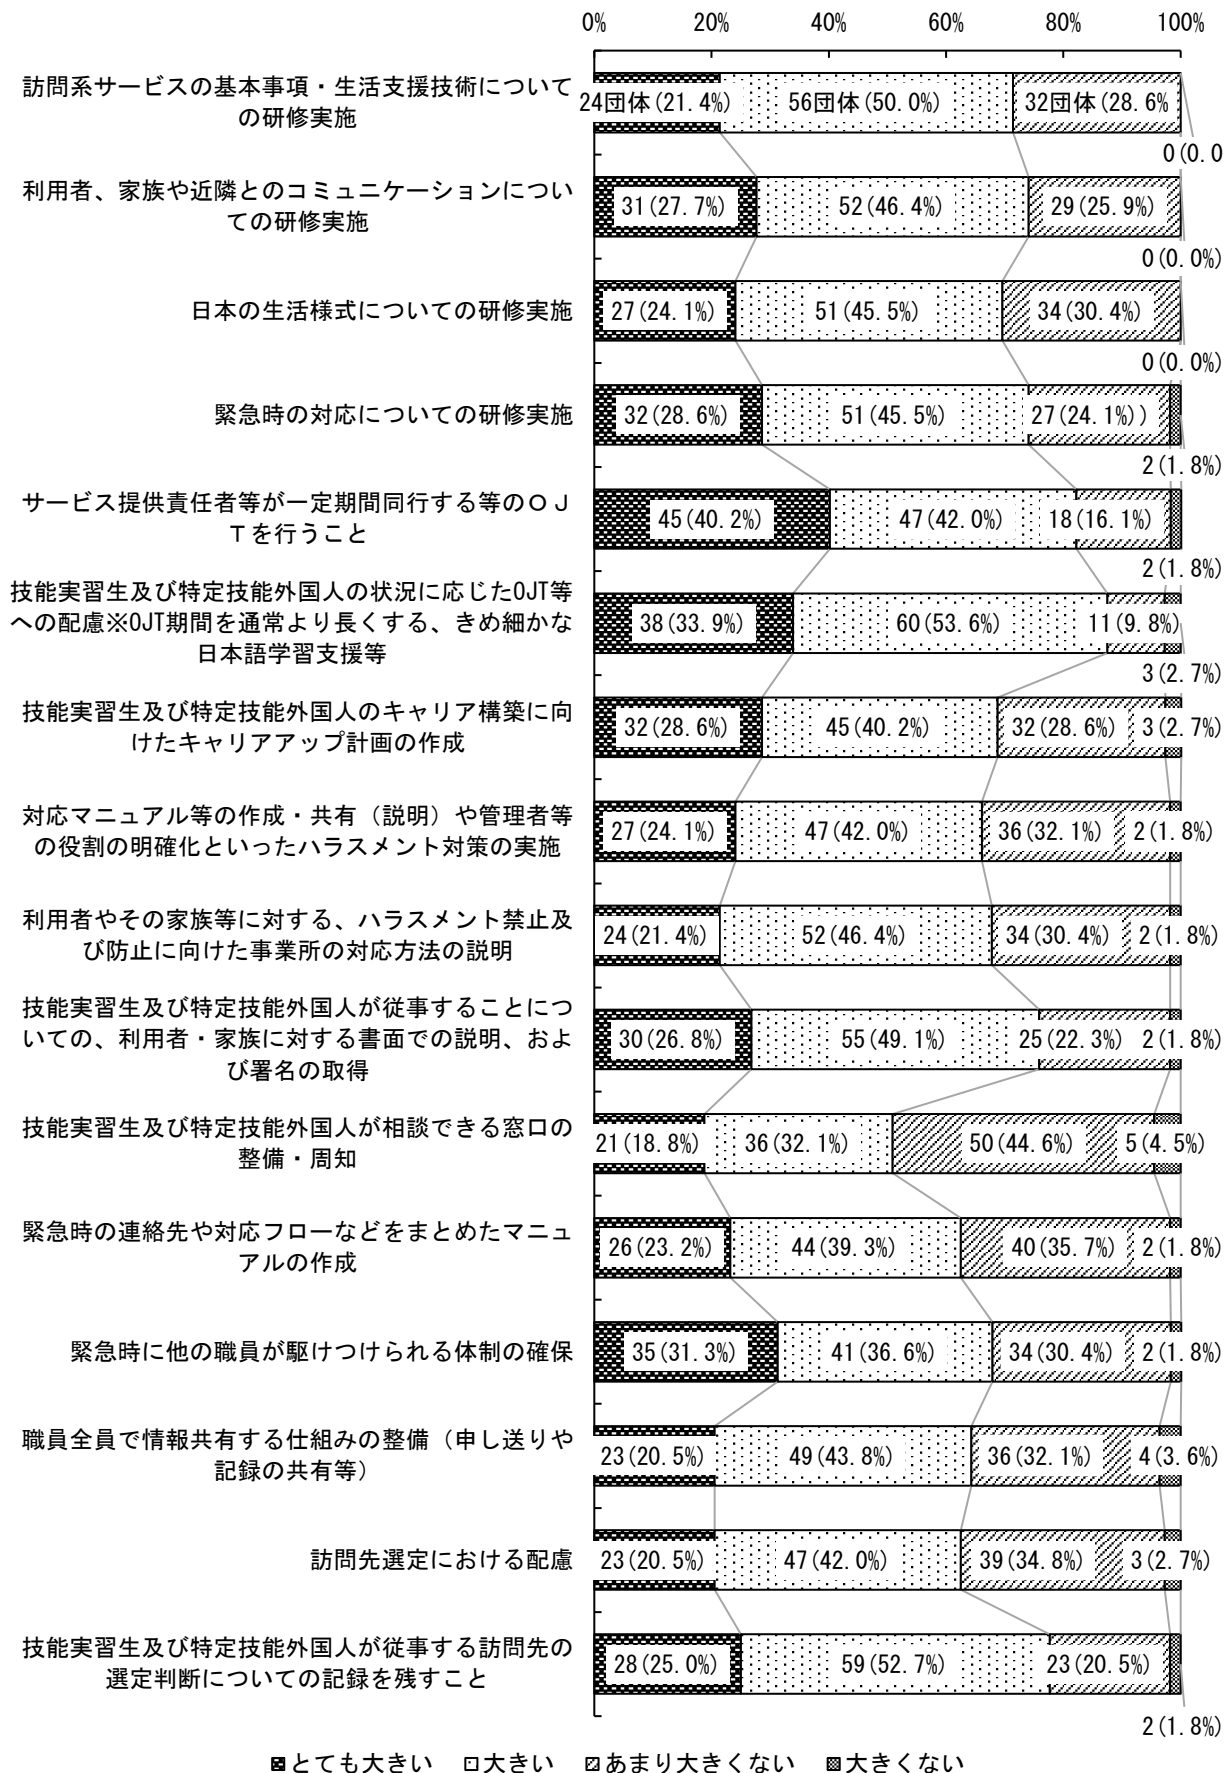 0% 20% 40% 60% 80% 100%
訪問系サービスの基本事項・生活支援技術について
の研修実施
24団体(21.4%) 56団体(50.0%) 32団体(28.6%
0(0.0
利用者、家族や近隣とのコミュニケーションについ
ての研修実施
31(27.7%) 52(46.4%) 29(25.9%)
0(0.0%)
日本の生活様式についての研修実施
27(24.1%) 51(45.5%) 34(30.4%)
0(0.0%)
緊急時の対応についての研修実施
32(28.6%) 51(45.5%) 27(24.1%))
2(1.8%)
サービス提供責任者等が一定期間同行する等のＯＪ
Ｔを行うこと
45(40.2%) 47(42.0%) 18(16.1%)
2(1.8%)
技能実習生及び特定技能外国人の状況に応じたOJT等
への配慮※OJT期間を通常より長くする、きめ細かな
日本語学習支援等
38(33.9%) 60(53.6%) 11(9.8%)
3(2.7%)
技能実習生及び特定技能外国人のキャリア構築に向
けたキャリアアップ計画の作成
32(28.6%) 45(40.2%) 32(28.6%) 3(2.7%)
対応マニュアル等の作成・共有（説明）や管理者等
の役割の明確化といったハラスメント対策の実施
27(24.1%) 47(42.0%) 36(32.1%) 2(1.8%)
利用者やその家族等に対する、ハラスメント禁止及
び防止に向けた事業所の対応方法の説明
24(21.4%) 52(46.4%) 34(30.4%) 2(1.8%)
技能実習生及び特定技能外国人が従事することにつ
いての、利用者・家族に対する書面での説明、およ
び署名の取得
30(26.8%) 55(49.1%) 25(22.3%) 2(1.8%)
技能実習生及び特定技能外国人が相談できる窓口の
整備・周知
21(18.8%) 36(32.1%) 50(44.6%) 5(4.5%)
緊急時の連絡先や対応フローなどをまとめたマニュ
アルの作成
26(23.2%) 44(39.3%) 40(35.7%) 2(1.8%)
緊急時に他の職員が駆けつけられる体制の確保
35(31.3%) 41(36.6%) 34(30.4%) 2(1.8%)
職員全員で情報共有する仕組みの整備（申し送りや
記録の共有等）
23(20.5%) 49(43.8%) 36(32.1%) 4(3.6%)
訪問先選定における配慮
23(20.5%) 47(42.0%) 39(34.8%) 3(2.7%)
技能実習生及び特定技能外国人が従事する訪問先の
選定判断についての記録を残すこと
28(25.0%) 59(52.7%) 23(20.5%)
2(1.8%)
とても大きい 大きい あまり大きくない 大きくない